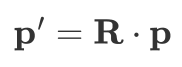 p′ = R · p